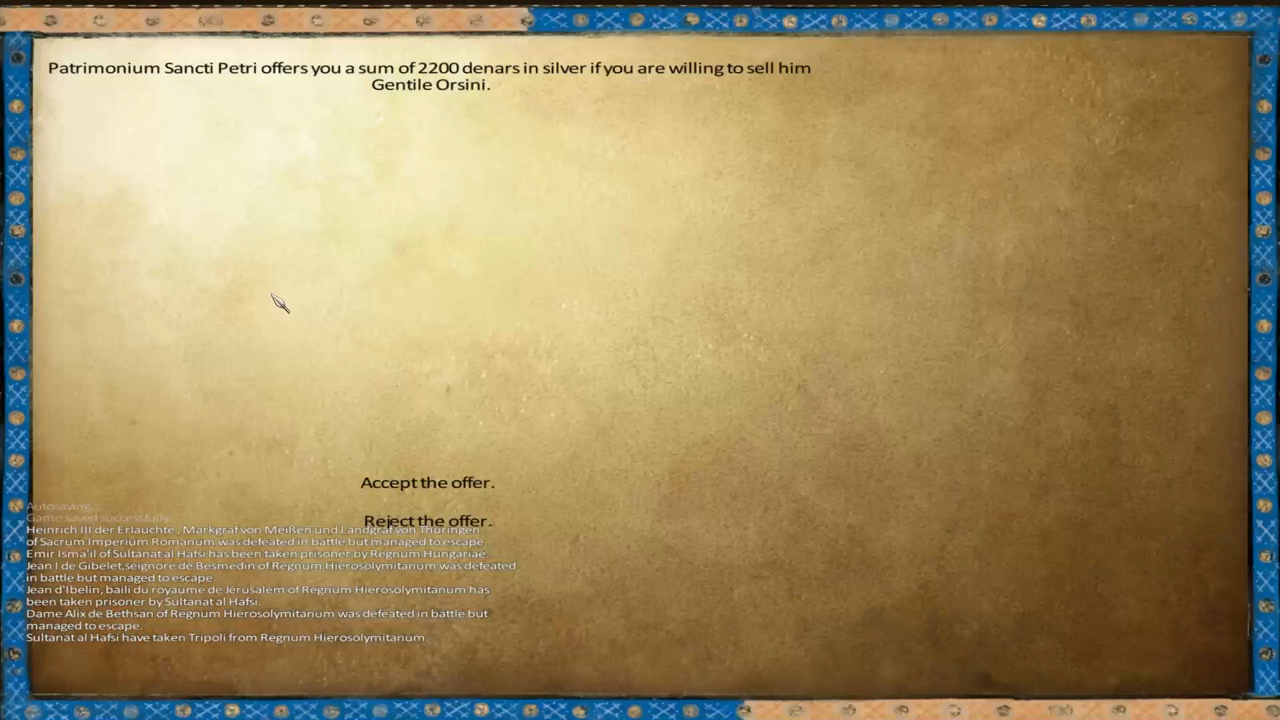 Patrimonium Sancti Petri offers you a sum of 2200 denars in silver if you are willing to sell him
Gentile Orsini.
Accept the offer.
Reject the offer.
Autosaving.
Game saved successfully.
Heinrich III der Erlauchte, Markgraf von Meißen und Landgraf von Thüringen
of Sacrum Imperium Romanum was defeated in battle but managed to escape.
Emir Isma'il of Sultanat al Hafsi has been taken prisoner by Regnum Hungariae.
Jean I de Gibelet,seignore de Besmedin of Regnum Hierosolymitanum was defeated
in battle but managed to escape.
Jean d'Ibelin, baili du royaume de Jérusalem of Regnum Hierosolymitanum has
been taken prisoner by Sultanat al Hafsi.
Dame Alix de Bethsan of Regnum Hierosolymitanum was defeated in battle but
managed to escape.
Sultanat al Hafsi have taken Tripoli from Regnum Hierosolymitanum.